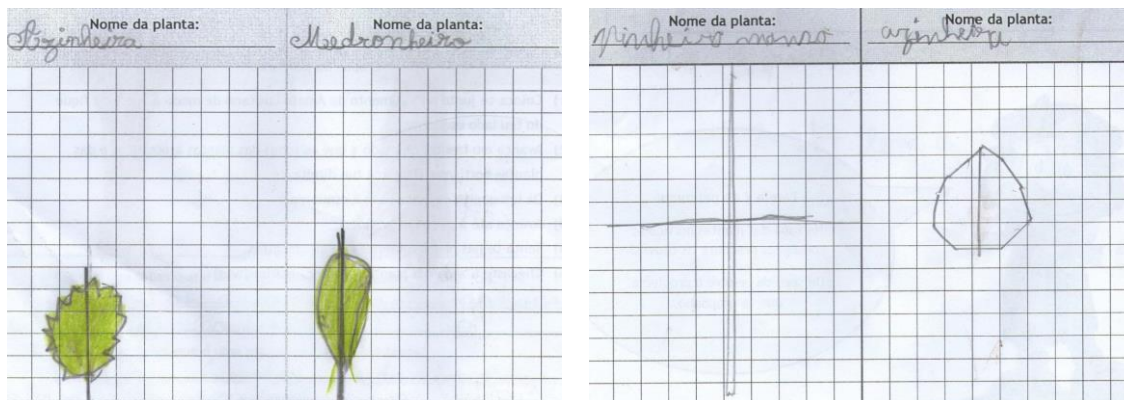 Nome da planta:
Azinheira
Nome da planta:
Medronheiro
Nome da planta:
Pinheiro manso
Nome da planta:
azinheira